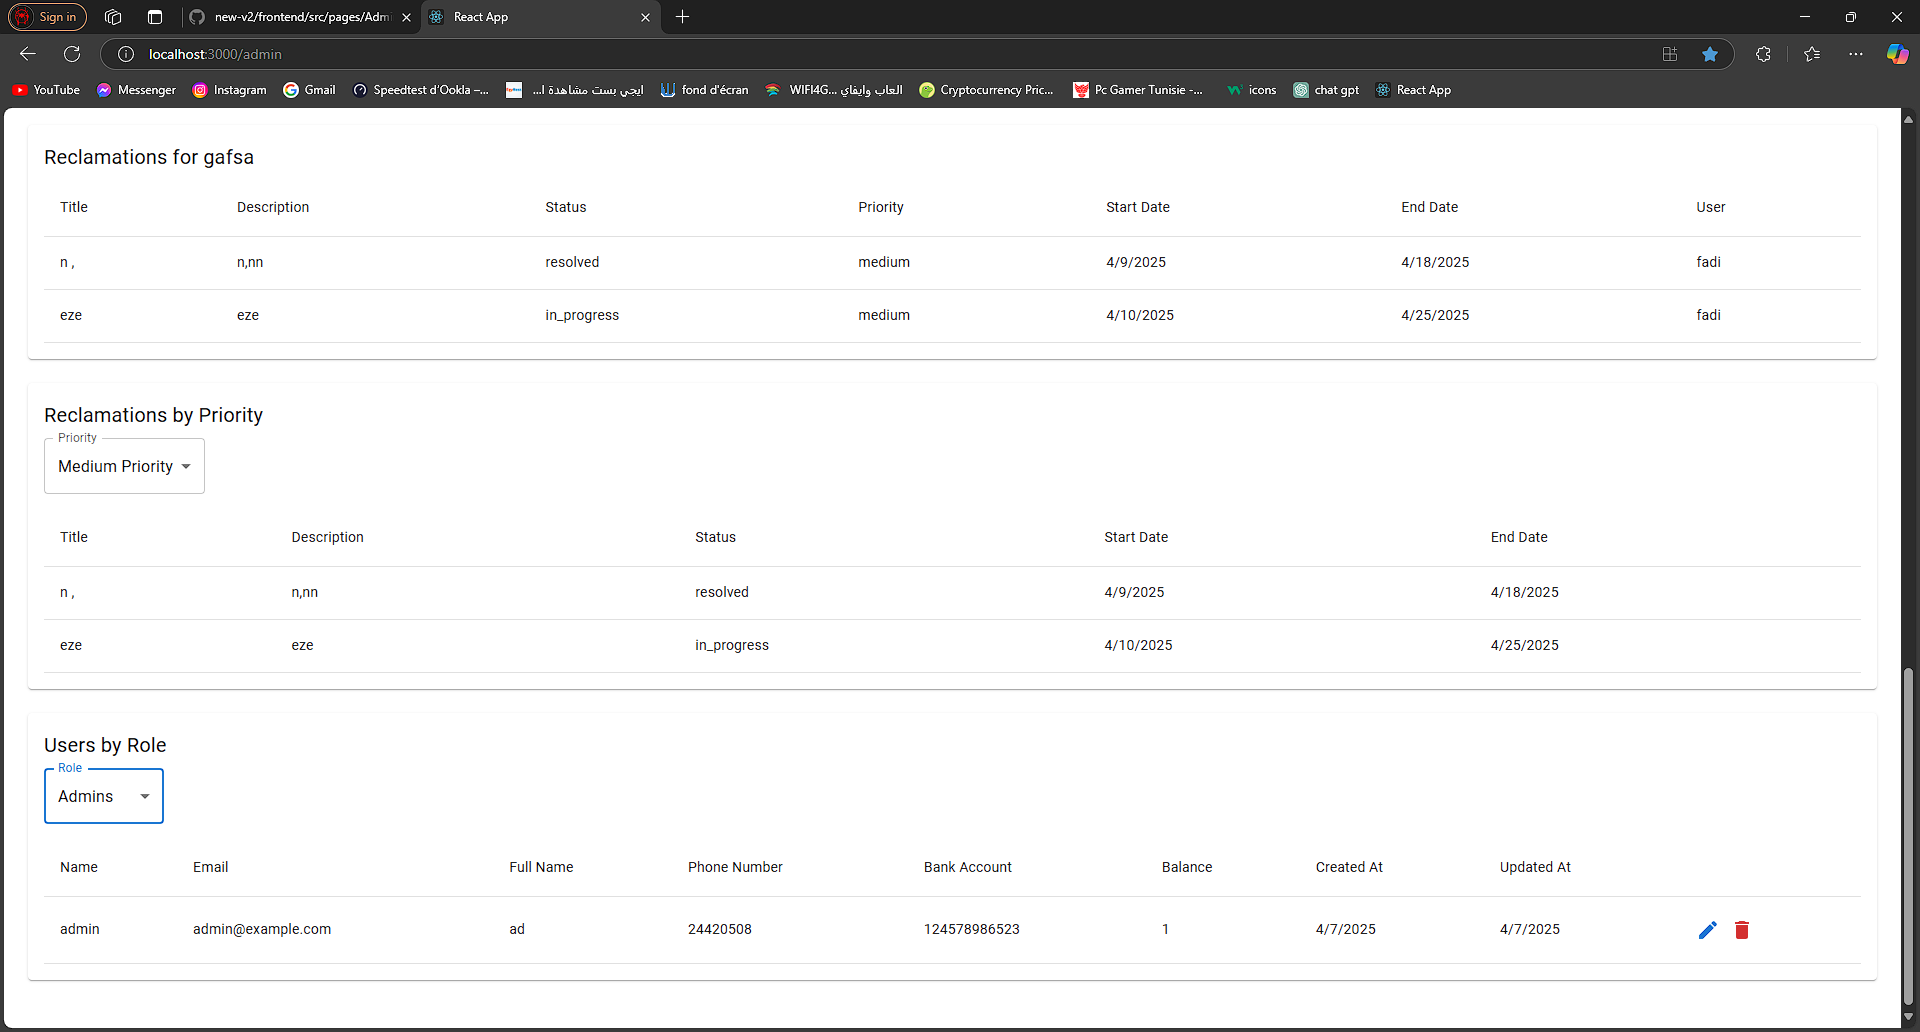 Sign in
new-v2/frontend/src/pages/Adm
React App
localhost:3000/admin
YouTube
Messenger
Instagram
Gmail
Speedtest d'Ookla –...
ايجي بست مشاهدة ا...
fond d'écran
WIFI4G... العاب وايفاي
Cryptocurrency Pric...
Pc Gamer Tunisie -...
icons
chat gpt
React App
Reclamations for gafsa
Title Description Status Priority Start Date End Date User
n , n,nn resolved medium 4/9/2025 4/18/2025 fadi
eze eze in_progress medium 4/10/2025 4/25/2025 fadi
Reclamations by Priority
Priority
Medium Priority
Title Description Status Start Date End Date
n , n,nn resolved 4/9/2025 4/18/2025
eze eze in_progress 4/10/2025 4/25/2025
Users by Role
Role
Admins
Name Email Full Name Phone Number Bank Account Balance Created At Updated At
admin admin@example.com ad 24420508 124578986523 1 4/7/2025 4/7/2025